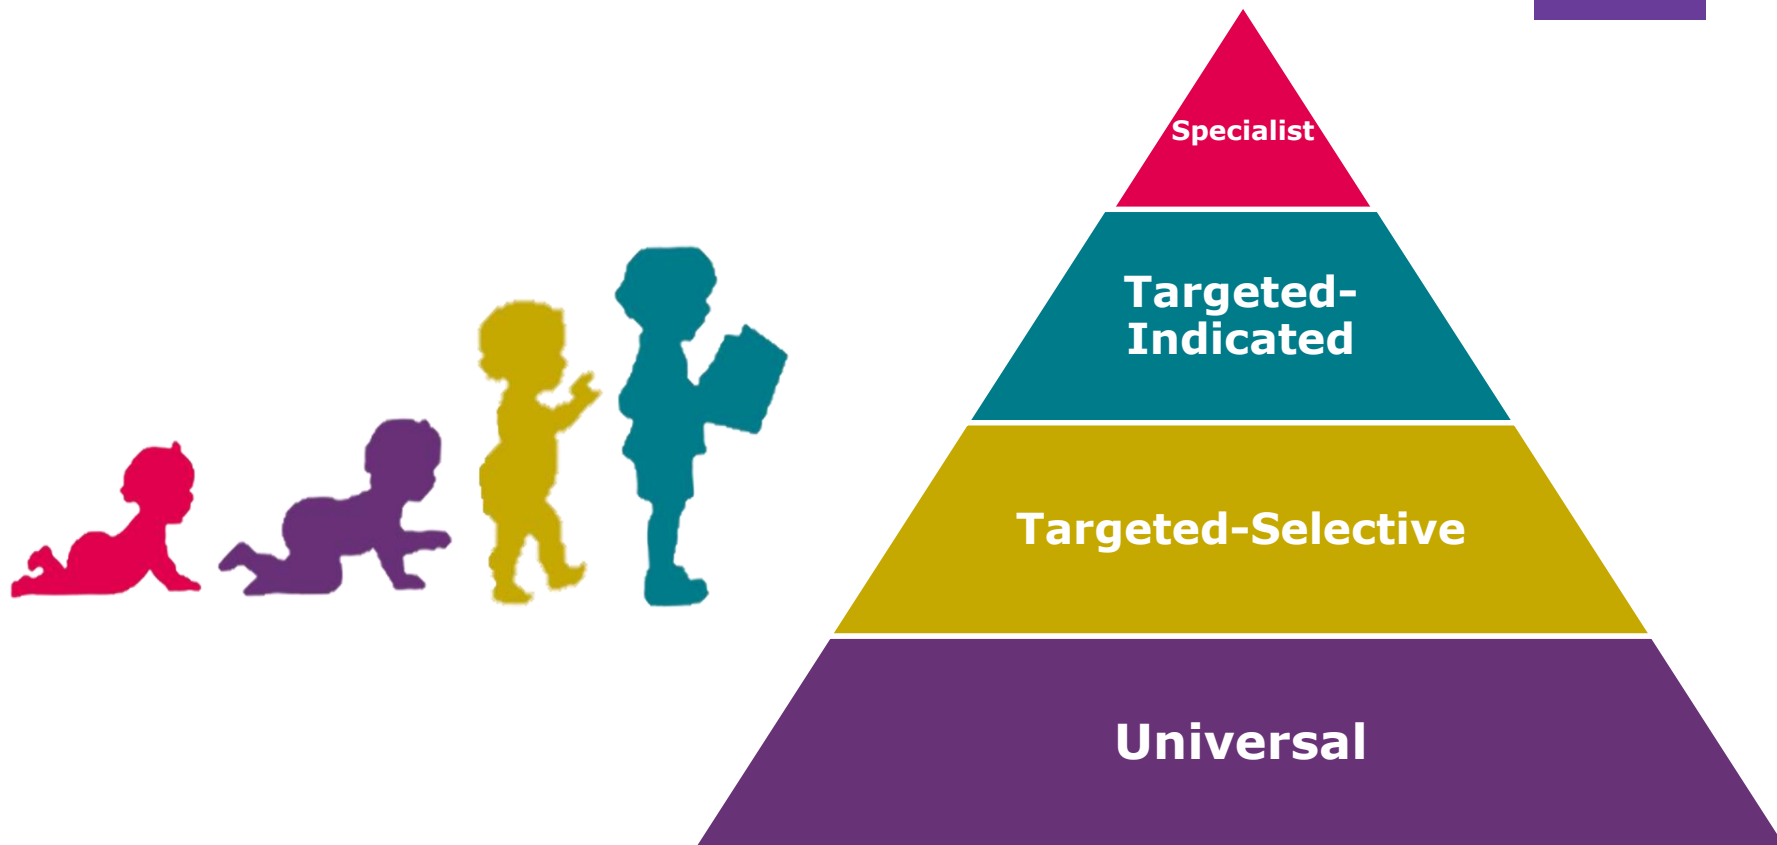 Specialist
Targeted-
Indicated
Targeted-Selective
Universal